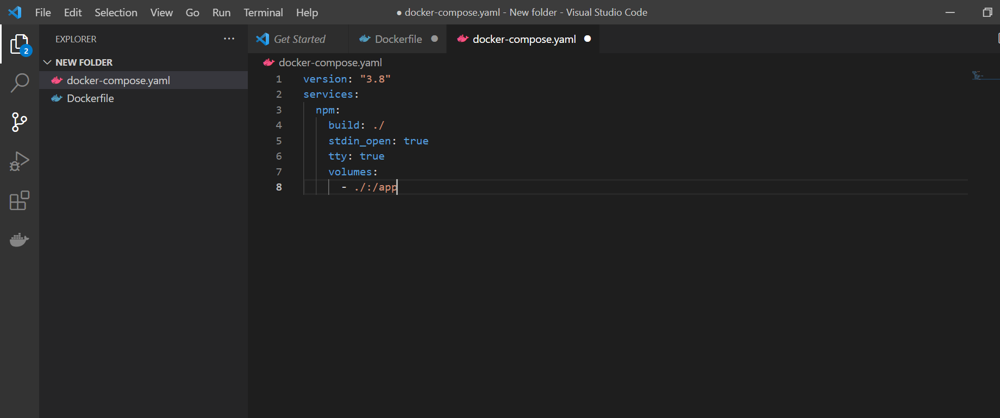 File Edit Selection View Go Run Terminal Help ● docker-compose.yaml - New folder - Visual Studio Code
EXPLORER ···
Get Started Dockerfile ● docker-compose.yaml ●
2
NEW FOLDER
docker-compose.yaml
docker-compose.yaml
Dockerfile
1 version: "3.8"
2 services:
3   npm:
4     build: ./
5     stdin_open: true
6     tty: true
7     volumes:
8       - ./:/app